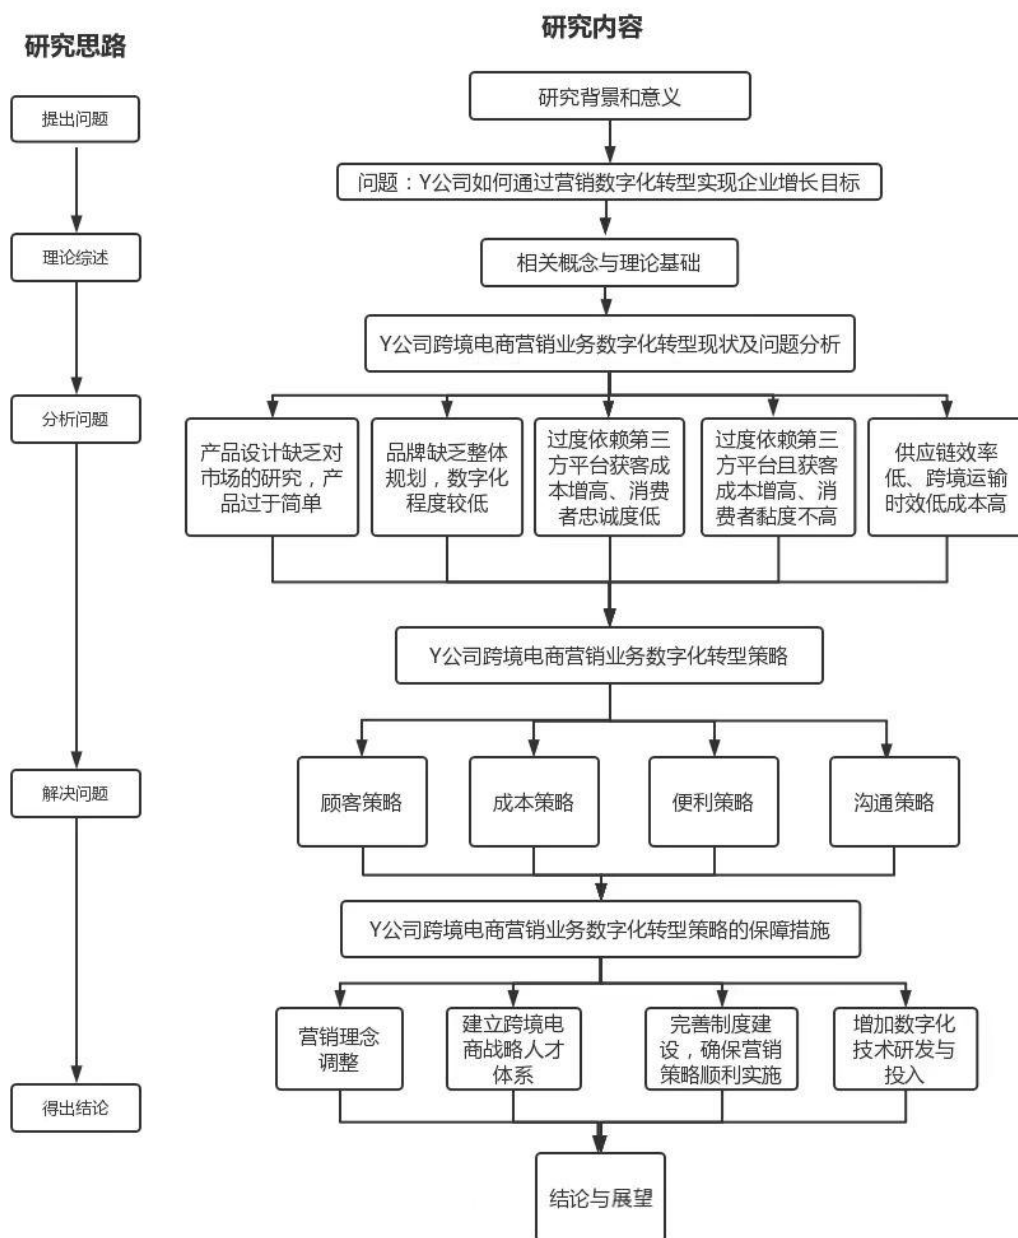 研究思路
研究内容
提出问题
理论综述
分析问题
解决问题
得出结论
研究背景和意义
问题：Y公司如何通过营销数字化转型实现企业增长目标
相关概念与理论基础
Y公司跨境电商营销业务数字化转型现状及问题分析
产品设计缺乏对
市场的研究，产
品过于简单
品牌缺乏整体
规划，数字化
程度较低
过度依赖第三
方平台获客成
本增高、消费
者忠诚度低
过度依赖第三
方平台且获客
成本增高、消
费者黏度不高
供应链效率
低、跨境运输
时效低成本高
Y公司跨境电商营销业务数字化转型策略
顾客策略
成本策略
便利策略
沟通策略
Y公司跨境电商营销业务数字化转型策略的保障措施
营销理念
调整
建立跨境电
商战略人才
体系
完善制度建
设，确保营销
策略顺利实施
增加数字化
技术研发与
投入
结论与展望